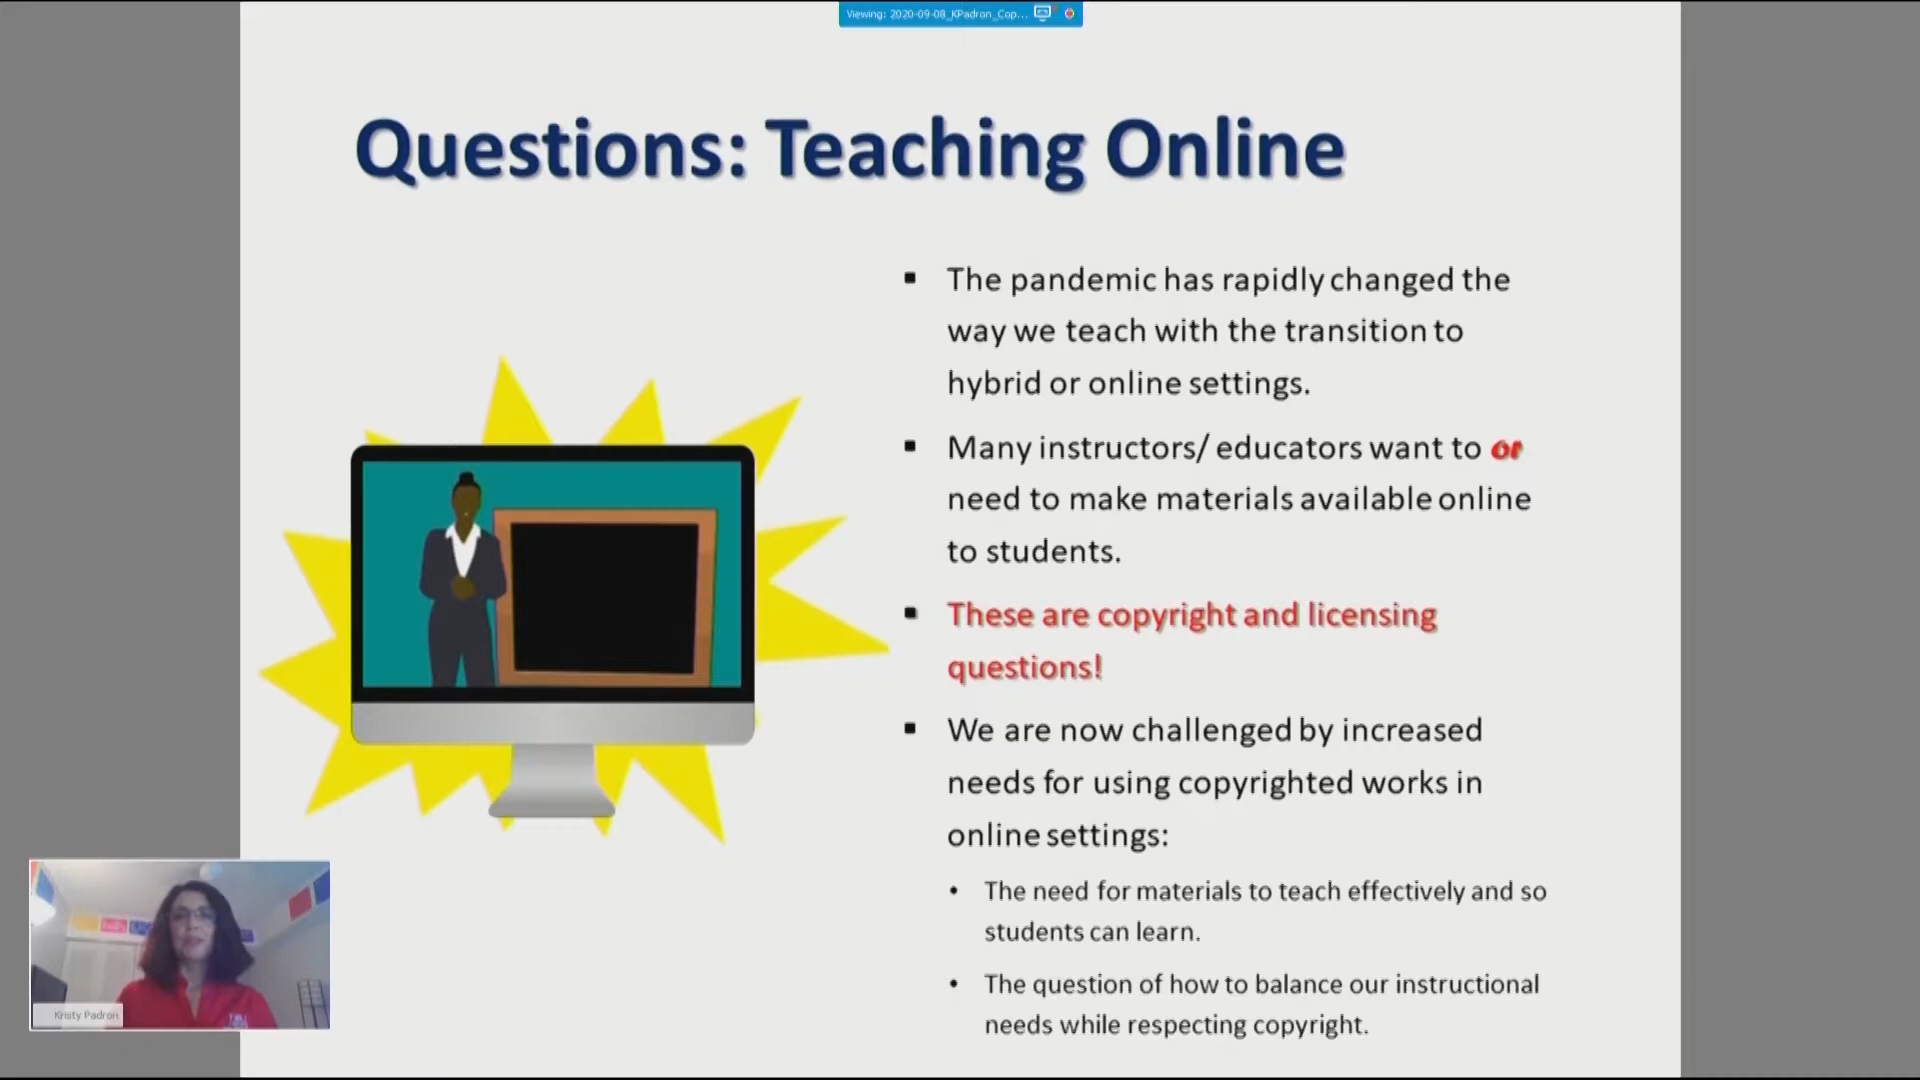 Viewing: 2020-09-08_KPadron_Cop...
Questions: Teaching Online
▪ The pandemic has rapidly changed the
way we teach with the transition to
hybrid or online settings.
▪ Many instructors/ educators want to or
need to make materials available online
to students.
▪ These are copyright and licensing
questions!
▪ We are now challenged by increased
needs for using copyrighted works in
online settings:
• The need for materials to teach effectively and so
students can learn.
• The question of how to balance our instructional
needs while respecting copyright.
Kristy Padron